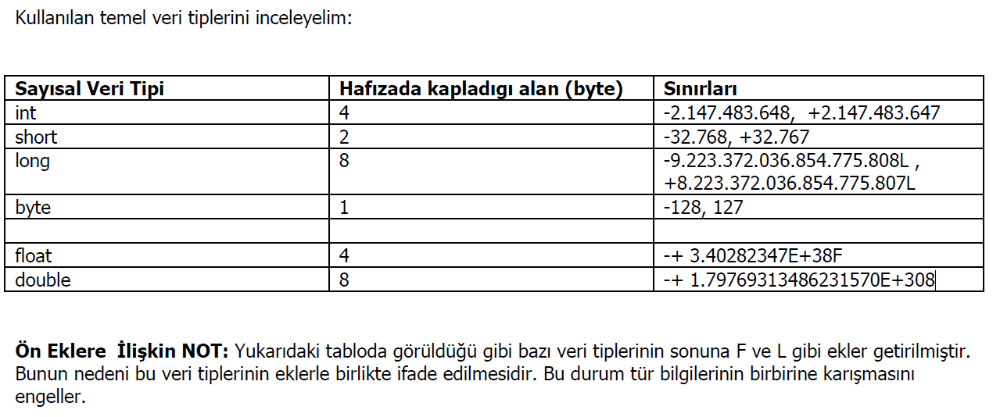 Kullanılan temel veri tiplerini inceleyelim:
Sayısal Veri Tipi Hafızada kapladıgı alan (byte) Sınırları
int 4 -2.147.483.648, +2.147.483.647
short 2 -32.768, +32.767
long 8 -9.223.372.036.854.775.808L ,
+8.223.372.036.854.775.807L
byte 1 -128, 127
float 4 -+ 3.40282347E+38F
double 8 -+ 1.79769313486231570E+308
Ön Eklere İlişkin NOT: Yukarıdaki tabloda görüldüğü gibi bazı veri tiplerinin sonuna F ve L gibi ekler getirilmiştir.
Bunun nedeni bu veri tiplerinin eklerle birlikte ifade edilmesidir. Bu durum tür bilgilerinin birbirine karışmasını
engeller.